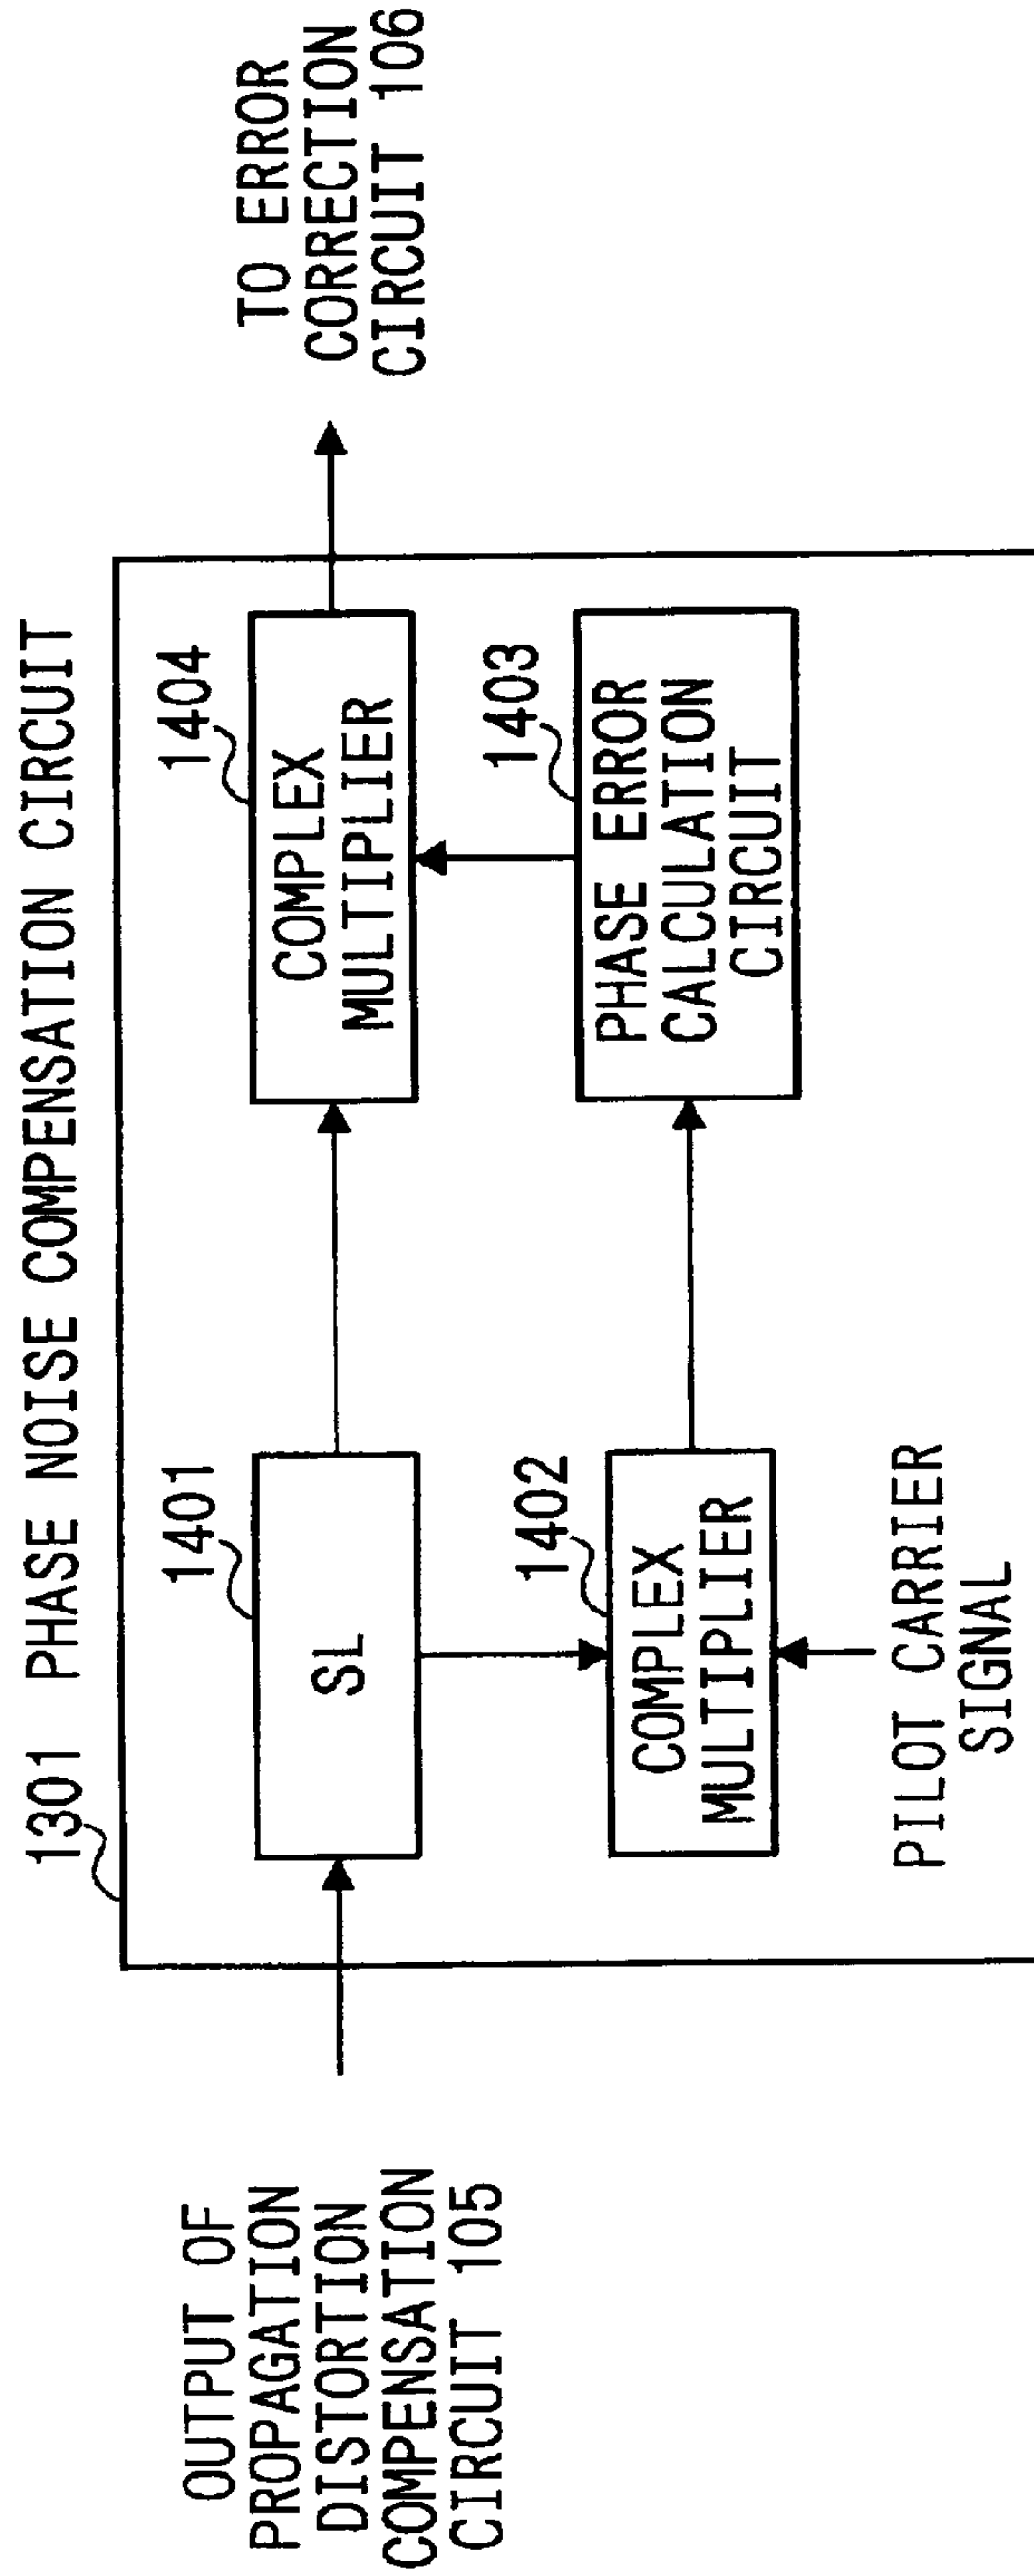 1301 PHASE NOISE COMPENSATION CIRCUIT
OUTPUT OF
PROPAGATION
DISTORTION
COMPENSATION
CIRCUIT 105
1401
SL
1404
COMPLEX
MULTIPLIER
TO ERROR
CORRECTION
CIRCUIT 106
1402
COMPLEX
MULTIPLIER
1403
PHASE ERROR
CALCULATION
CIRCUIT
PILOT CARRIER
SIGNAL